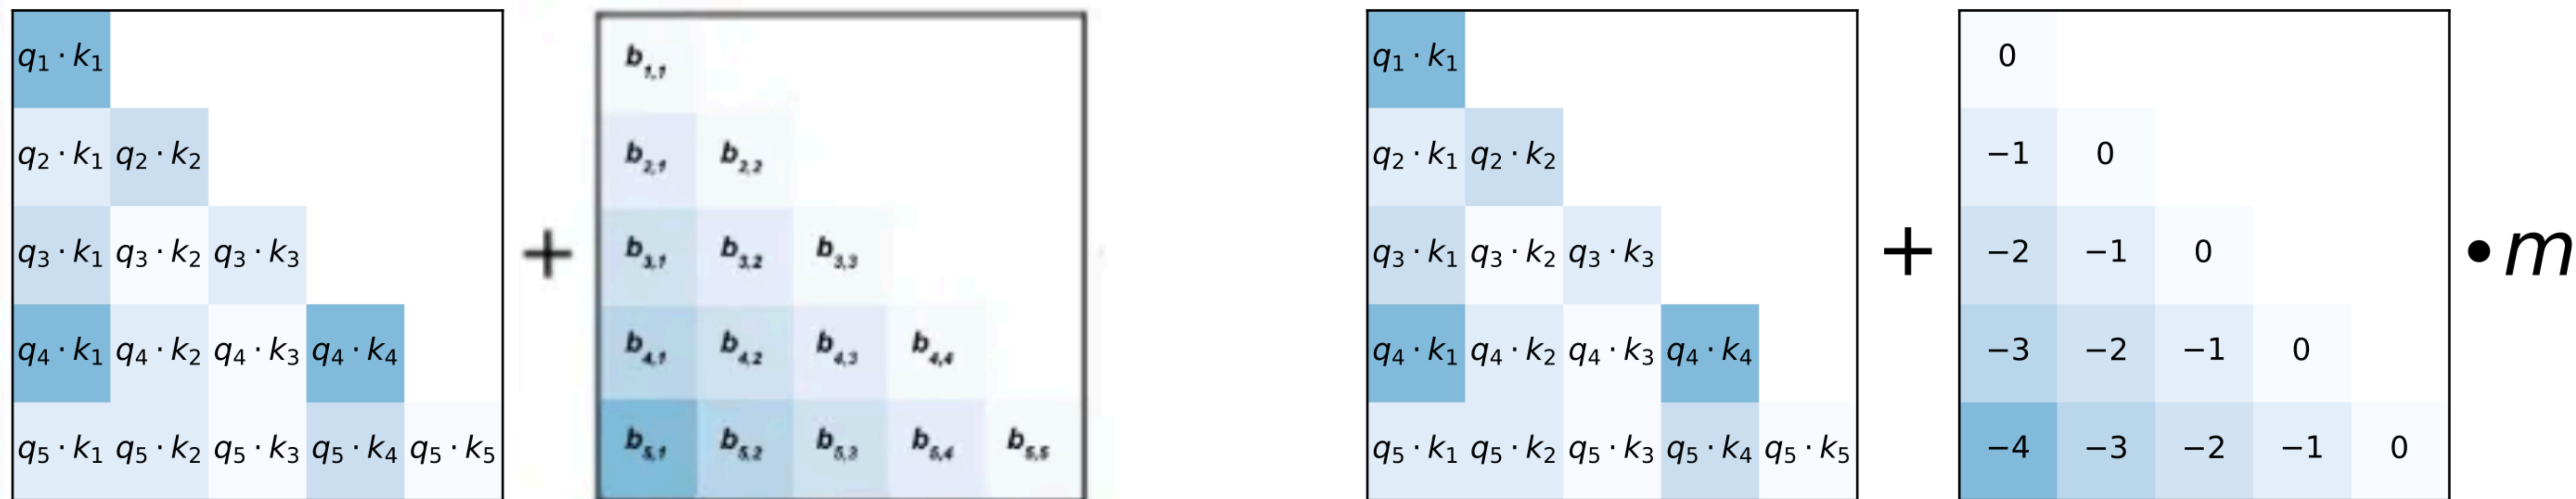 q₁ · k₁
q₂ · k₁ q₂ · k₂
q₃ · k₁ q₃ · k₂ q₃ · k₃
q₄ · k₁ q₄ · k₂ q₄ · k₃ q₄ · k₄
q₅ · k₁ q₅ · k₂ q₅ · k₃ q₅ · k₄ q₅ · k₅
+
b₁,₁
b₂,₁ b₂,₂
b₃,₁ b₃,₂ b₃,₃
b₄,₁ b₄,₂ b₄,₃ b₄,₄
b₅,₁ b₅,₂ b₅,₃ b₅,₄ b₅,₅
q₁ · k₁
q₂ · k₁ q₂ · k₂
q₃ · k₁ q₃ · k₂ q₃ · k₃
q₄ · k₁ q₄ · k₂ q₄ · k₃ q₄ · k₄
q₅ · k₁ q₅ · k₂ q₅ · k₃ q₅ · k₄ q₅ · k₅
+
0
−1 0
−2 −1 0
−3 −2 −1 0
−4 −3 −2 −1 0
•m